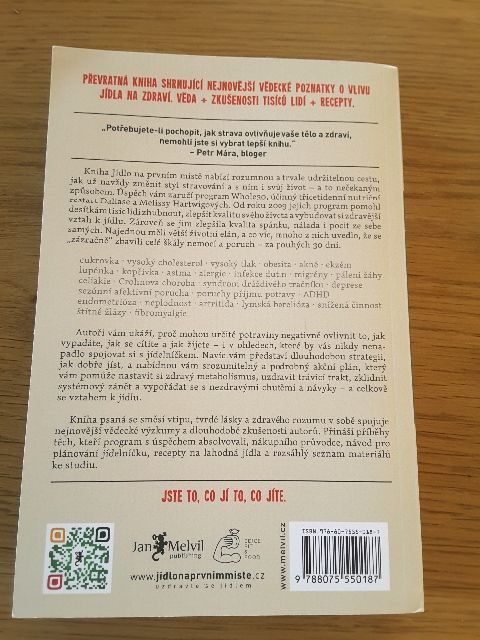 PŘEVRATNÁ KNIHA SHRNUJÍCÍ NEJNOVĚJŠÍ VĚDECKÉ POZNATKY O VLIVU
JÍDLA NA ZDRAVÍ. VĚDA + ZKUŠENOSTI TISÍCŮ LIDÍ + RECEPTY.
„Potřebujete-li pochopit, jak strava ovlivňuje vaše tělo a zdraví,
nemohli jste si vybrat lepší knihu.“
– Petr Mára, bloger
Kniha Jídlo na prvním místě nabízí rozumnou a trvale udržitelnou cestu,
jak už navždy změnit styl stravování a s ním i svůj život – a to nečekaným
způsobem. Úspěch vám zaručí program Whole30, účinný třicetidenní nutriční
restart Dallase a Melissy Hartwigových. Od roku 2009 jejich program pomohl
desítkám tisíc lidí zhubnout, zlepšit kvalitu svého života a vybudovat si zdravější
vztah k jídlu. Zároveň se jim zlepšila kvalita spánku, nálada i pocit ze sebe
samých. Najednou měli větší životní elán, a co víc, mnozí z nich uvedli, že se
„zázračně“ zbavili celé škály nemocí a poruch – za pouhých 30 dní.
cukrovka · vysoký cholesterol · vysoký tlak · obezita · akné · ekzém
lupénka · kopřivka · astma · alergie · infekce dutin · migrény · pálení žáhy
celiakie · Crohnova choroba · syndrom dráždivého tračníku · deprese
sezónní afektivní porucha · poruchy příjmu potravy · ADHD
endometrióza · neplodnost · artritida · lymská borelióza · snížená činnost
štítné žlázy · fibromyalgie
Autoři vám ukáží, proč mohou určité potraviny negativně ovlivnit to, jak
vypadáte, jak se cítíte a jak žijete – i v ohledech, které by vás nikdy nena-
padlo spojovat si s jídelníčkem. Navíc vám představí dlouhodobou strategii,
jak dobře jíst, a nabídnou vám srozumitelný a podrobný akční plán, který
vám pomůže nastavit si zdravý metabolismus, uzdravit trávicí trakt, zklidnit
systémový zánět a vypořádat se s nezdravými chutěmi a návyky – a celkově
se vztahem k jídlu.
Kniha psaná se směsí vtipu, tvrdé lásky a zdravého rozumu v sobě spojuje
nejnovější vědecké výzkumy a dlouhodobé zkušenosti autorů. Přináší příběhy
těch, kteří program s úspěchem absolvovali, nákupního průvodce, návod pro
plánování jídelníčku, recepty na lahodná jídla a rozsáhlý seznam materiálů
ke studiu.
JSTE TO, CO JÍ TO, CO JÍTE.
Jan Melvil
publishing
www.jidlonaprvnimmiste.cz
uzdravte se jídlem
www.melvil.cz
9 788075 550187